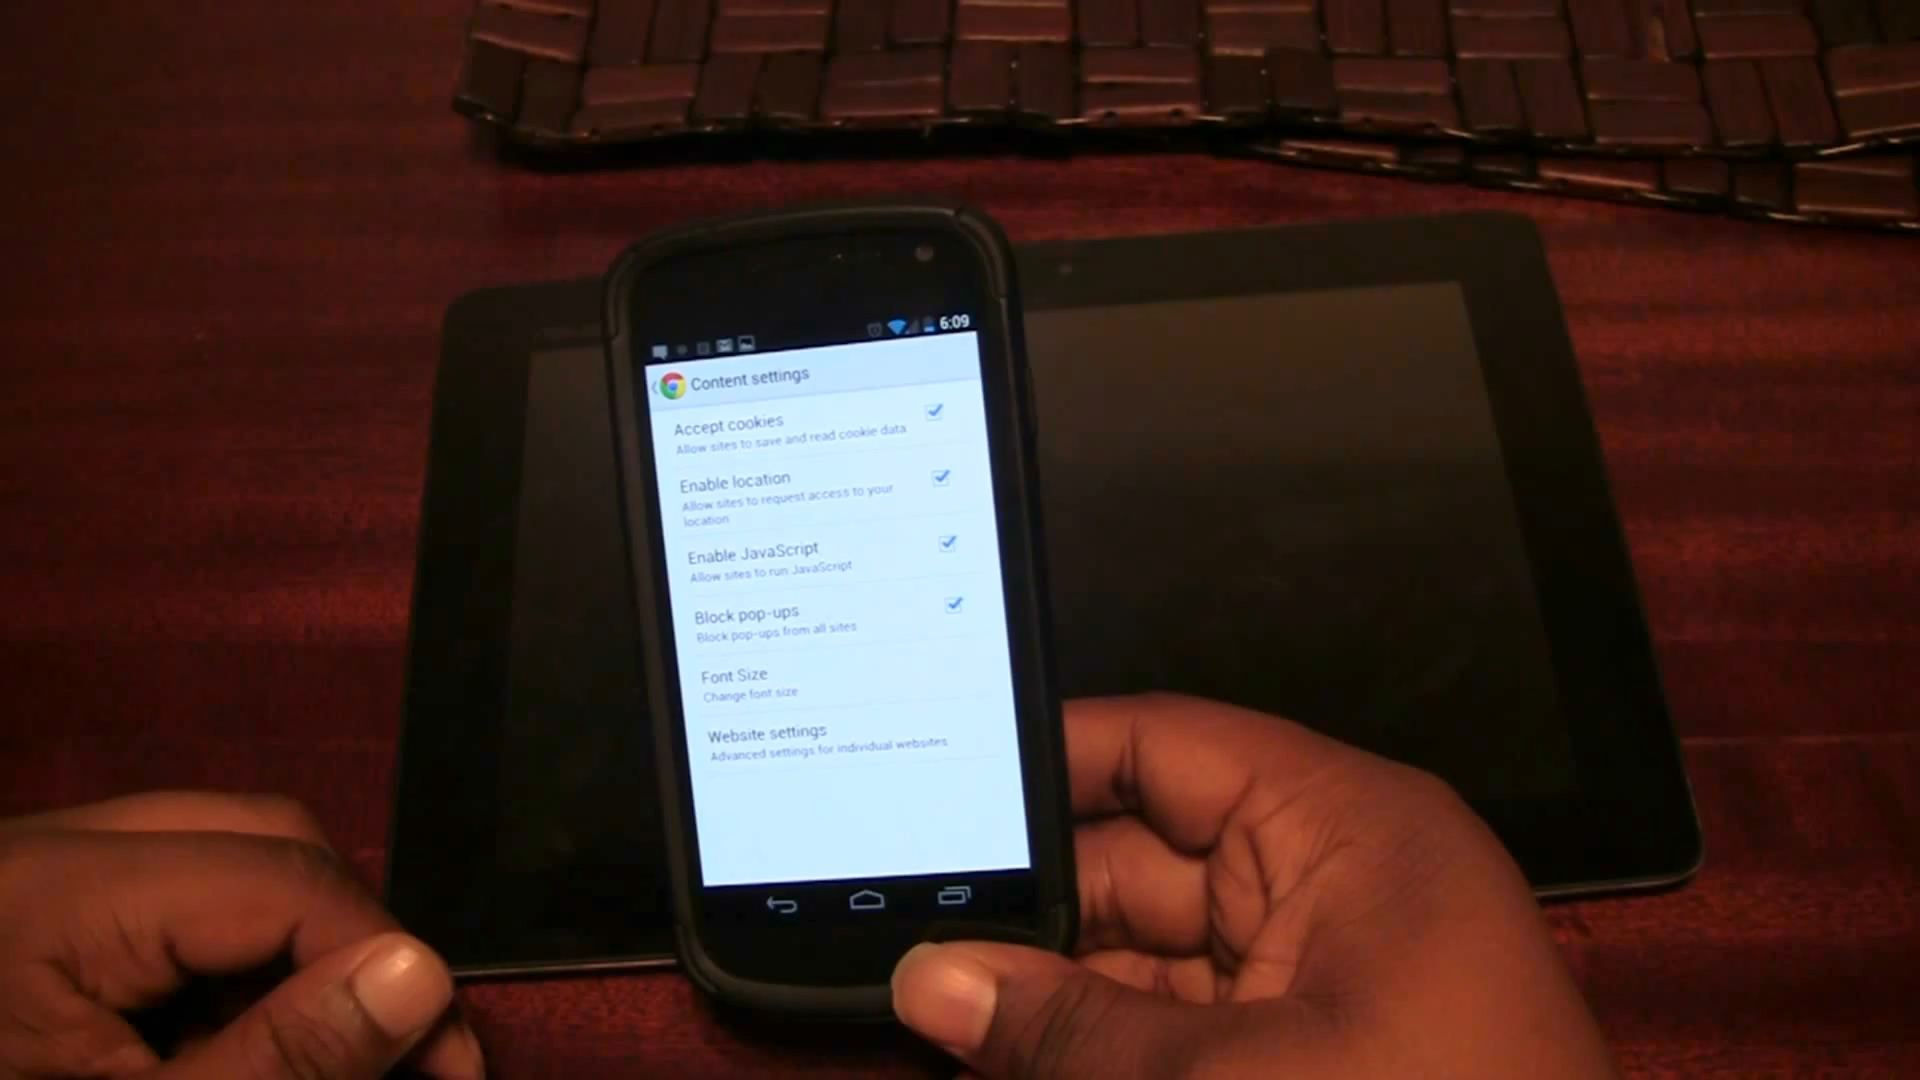 6:09
Content settings
Accept cookies
Allow sites to save and read cookie data
Enable location
Allow sites to request access to your
location
Enable JavaScript
Allow sites to run JavaScript
Block pop-ups
Block pop-ups from all sites
Font Size
Change font size
Website settings
Advanced settings for individual websites